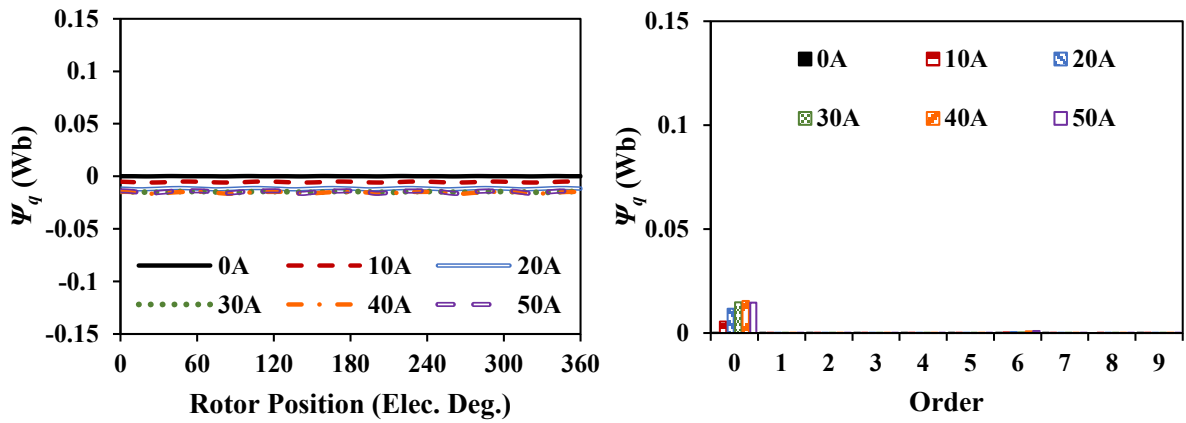 0.15
0.1
0.05
0
-0.05
-0.1
-0.15
Ψq (Wb)
0A 10A 20A
30A 40A 50A
0 60 120 180 240 300 360
Rotor Position (Elec. Deg.)
0.15
0.1
0.05
0
Ψq (Wb)
0A 10A 20A
30A 40A 50A
0 1 2 3 4 5 6 7 8 9
Order